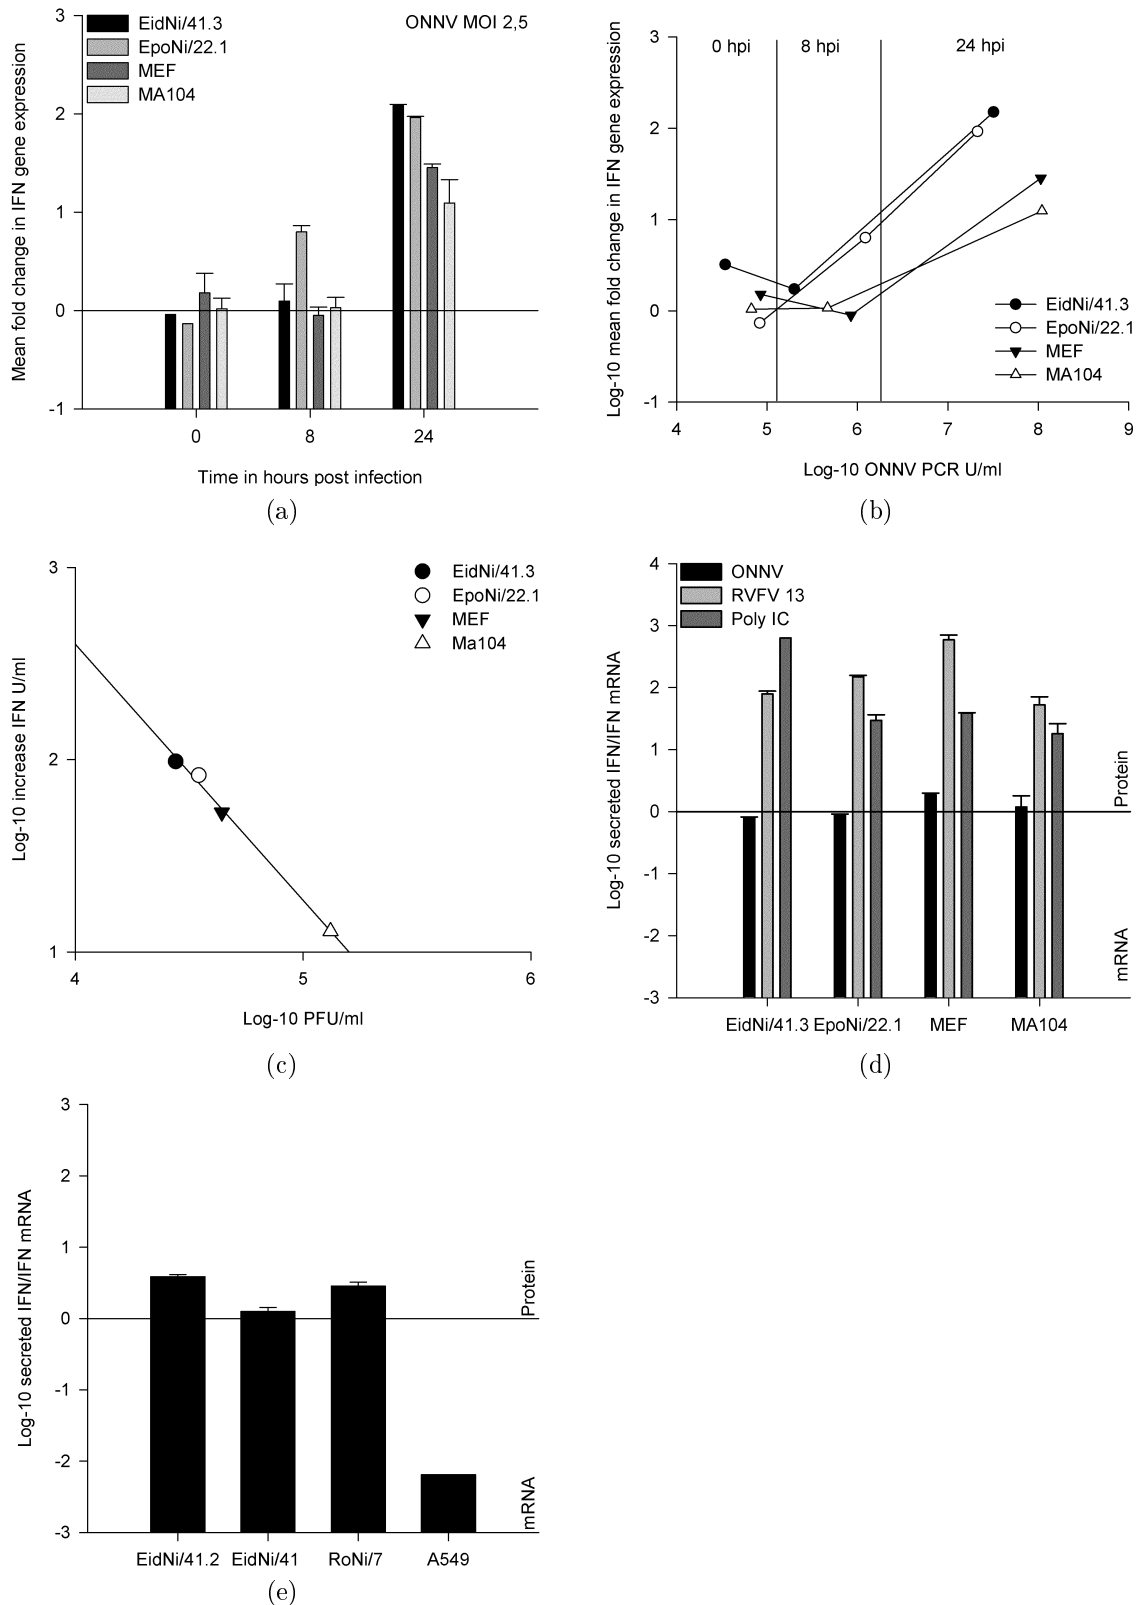 3
2
1
0
-1
Mean fold change in IFN gene expression
EidNi/41.3
EpoNi/22.1
MEF
MA104
ONNV MOI 2,5
0
8
24
Time in hours post infection
(a)
3
2
1
0
-1
Log-10 mean fold change in IFN gene expression
0 hpi
8 hpi
24 hpi
EidNi/41.3
EpoNi/22.1
MEF
MA104
4
5
6
7
8
9
Log-10 ONNV PCR U/ml
(b)
3
2
1
Log-10 increase IFN U/ml
EidNi/41.3
EpoNi/22.1
MEF
Ma104
4
5
6
Log-10 PFU/ml
(c)
4
3
2
1
0
-1
-2
-3
Log-10 secreted IFN/IFN mRNA
ONNV
RVFV 13
Poly IC
Protein
mRNA
EidNi/41.3
EpoNi/22.1
MEF
MA104
(d)
3
2
1
0
-1
-2
-3
Log-10 secreted IFN/IFN mRNA
Protein
mRNA
EidNi/41.2
EidNi/41
RoNi/7
A549
(e)